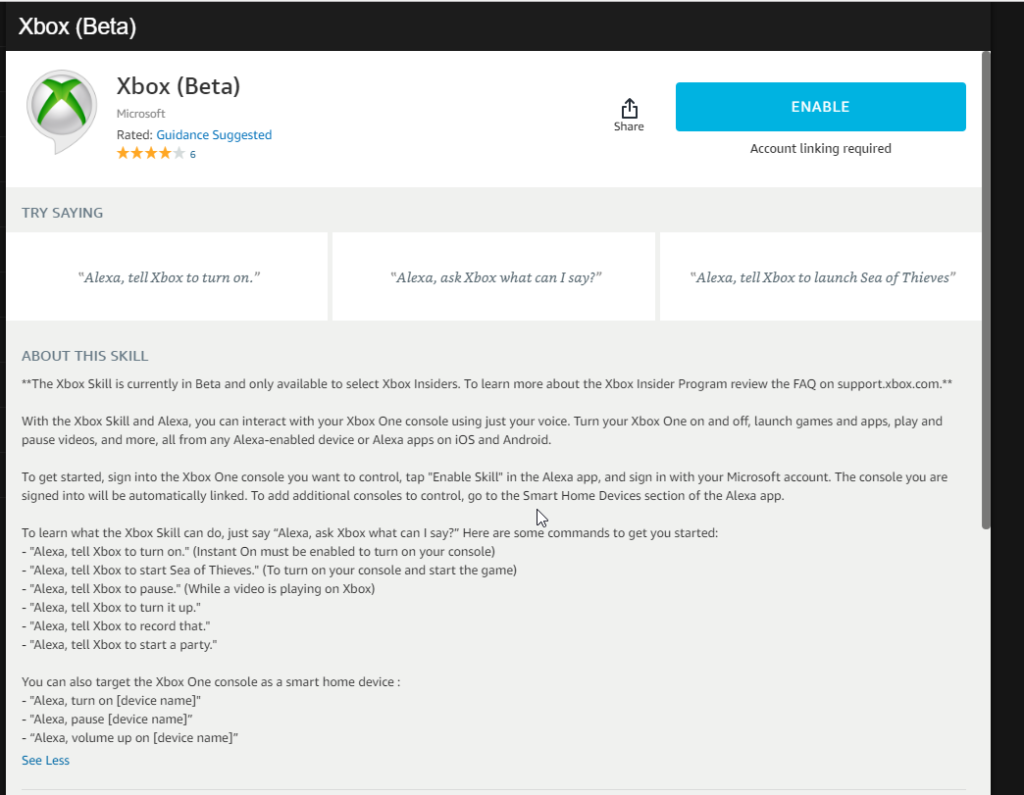 Xbox (Beta)
Xbox (Beta)
Microsoft
Rated: Guidance Suggested
6
Share
ENABLE
Account linking required
TRY SAYING
"Alexa, tell Xbox to turn on."
"Alexa, ask Xbox what can I say?"
"Alexa, tell Xbox to launch Sea of Thieves"
ABOUT THIS SKILL
**The Xbox Skill is currently in Beta and only available to select Xbox Insiders. To learn more about the Xbox Insider Program review the FAQ on support.xbox.com.**
With the Xbox Skill and Alexa, you can interact with your Xbox One console using just your voice. Turn your Xbox One on and off, launch games and apps, play and
pause videos, and more, all from any Alexa-enabled device or Alexa apps on iOS and Android.
To get started, sign into the Xbox One console you want to control, tap "Enable Skill" in the Alexa app, and sign in with your Microsoft account. The console you are
signed into will be automatically linked. To add additional consoles to control, go to the Smart Home Devices section of the Alexa app.
To learn what the Xbox Skill can do, just say “Alexa, ask Xbox what can I say?” Here are some commands to get you started:
- "Alexa, tell Xbox to turn on." (Instant On must be enabled to turn on your console)
- "Alexa, tell Xbox to start Sea of Thieves." (To turn on your console and start the game)
- "Alexa, tell Xbox to pause." (While a video is playing on Xbox)
- "Alexa, tell Xbox to turn it up."
- "Alexa, tell Xbox to record that."
- "Alexa, tell Xbox to start a party."
You can also target the Xbox One console as a smart home device :
- "Alexa, turn on [device name]"
- "Alexa, pause [device name]"
- “Alexa, volume up on [device name]”
See Less